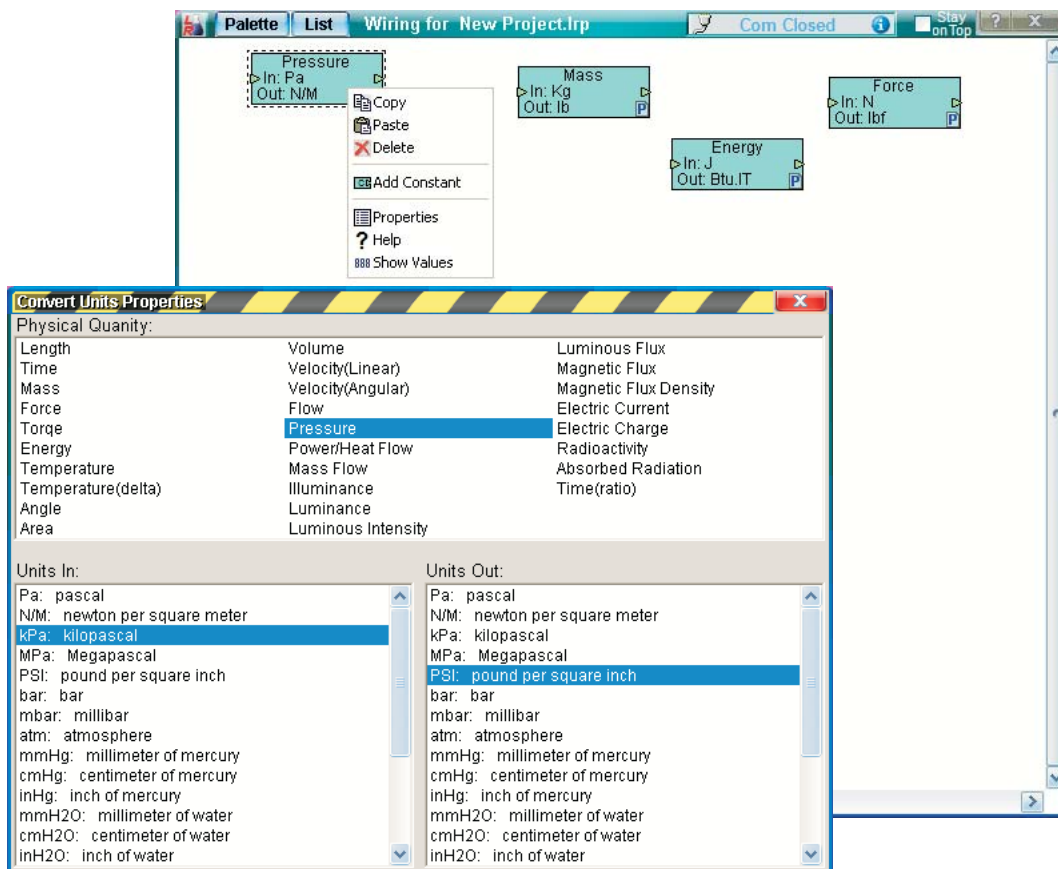 Palette List Wiring for New Project.lrp Com Closed Stay on Top ? X
Pressure
In: Pa
Out: N/M
Mass
In: Kg
Out: lb
P
Force
In: N
Out: lbf
P
Energy
In: J
Out: Btu.IT
P
Copy
Paste
Delete
Add Constant
Properties
? Help
888 Show Values
Convert Units Properties X
Physical Quanity:
Length Volume Luminous Flux
Time Velocity(Linear) Magnetic Flux
Mass Velocity(Angular) Magnetic Flux Density
Force Flow Electric Current
Torqe Pressure Electric Charge
Energy Power/Heat Flow Radioactivity
Temperature Mass Flow Absorbed Radiation
Temperature(delta) Illuminance Time(ratio)
Angle Luminance
Area Luminous Intensity
Units In:
Pa: pascal
N/M: newton per square meter
kPa: kilopascal
MPa: Megapascal
PSI: pound per square inch
bar: bar
mbar: millibar
atm: atmosphere
mmHg: millimeter of mercury
cmHg: centimeter of mercury
inHg: inch of mercury
mmH2O: millimeter of water
cmH2O: centimeter of water
inH2O: inch of water
Units Out:
Pa: pascal
N/M: newton per square meter
kPa: kilopascal
MPa: Megapascal
PSI: pound per square inch
bar: bar
mbar: millibar
atm: atmosphere
mmHg: millimeter of mercury
cmHg: centimeter of mercury
inHg: inch of mercury
mmH2O: millimeter of water
cmH2O: centimeter of water
inH2O: inch of water